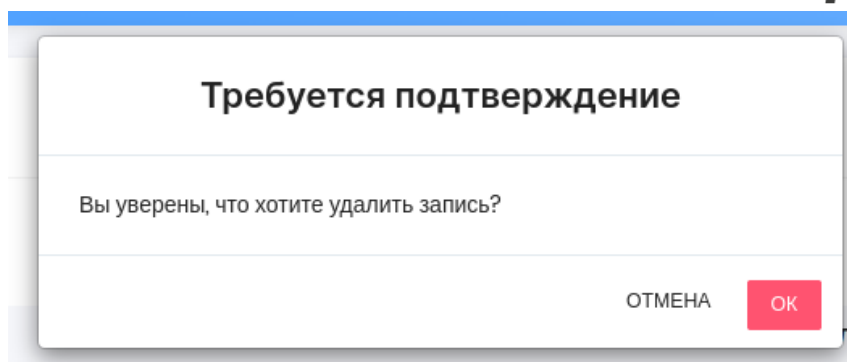 Требуется подтверждение
Вы уверены, что хотите удалить запись?
ОТМЕНА
ОК